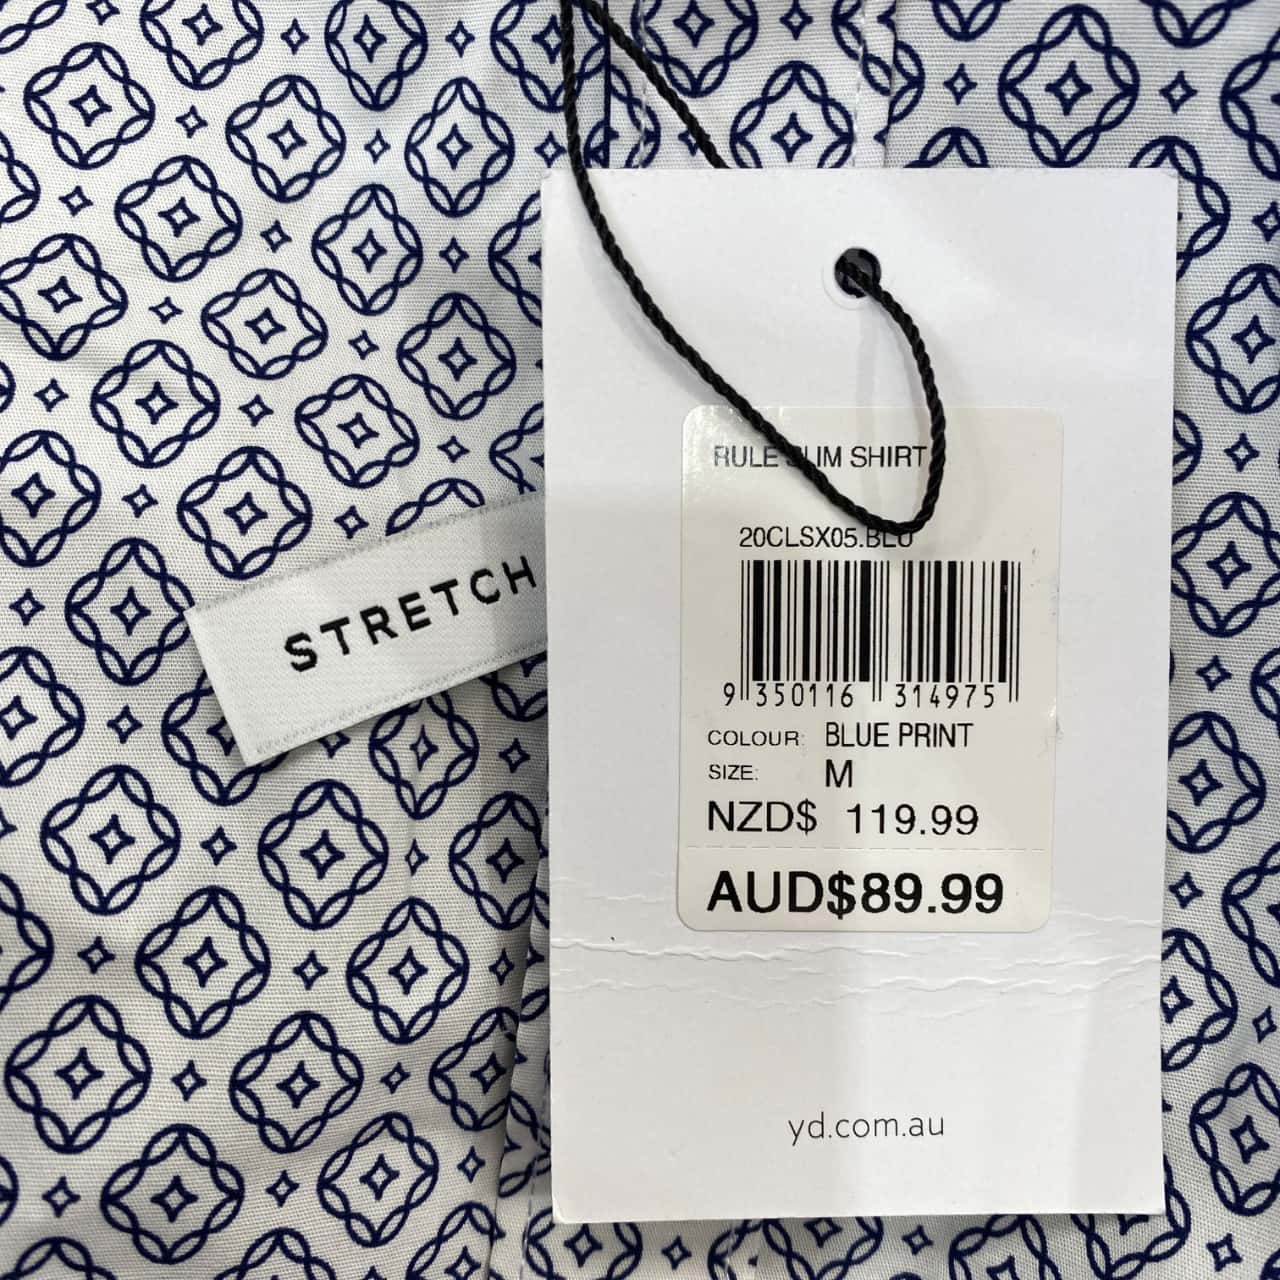 RULE SLIM SHIRT
20CLSX05.BLU
9 350116 314975
COLOUR: BLUE PRINT
SIZE: M
NZD$ 119.99
AUD$89.99
yd.com.au
STRETCH